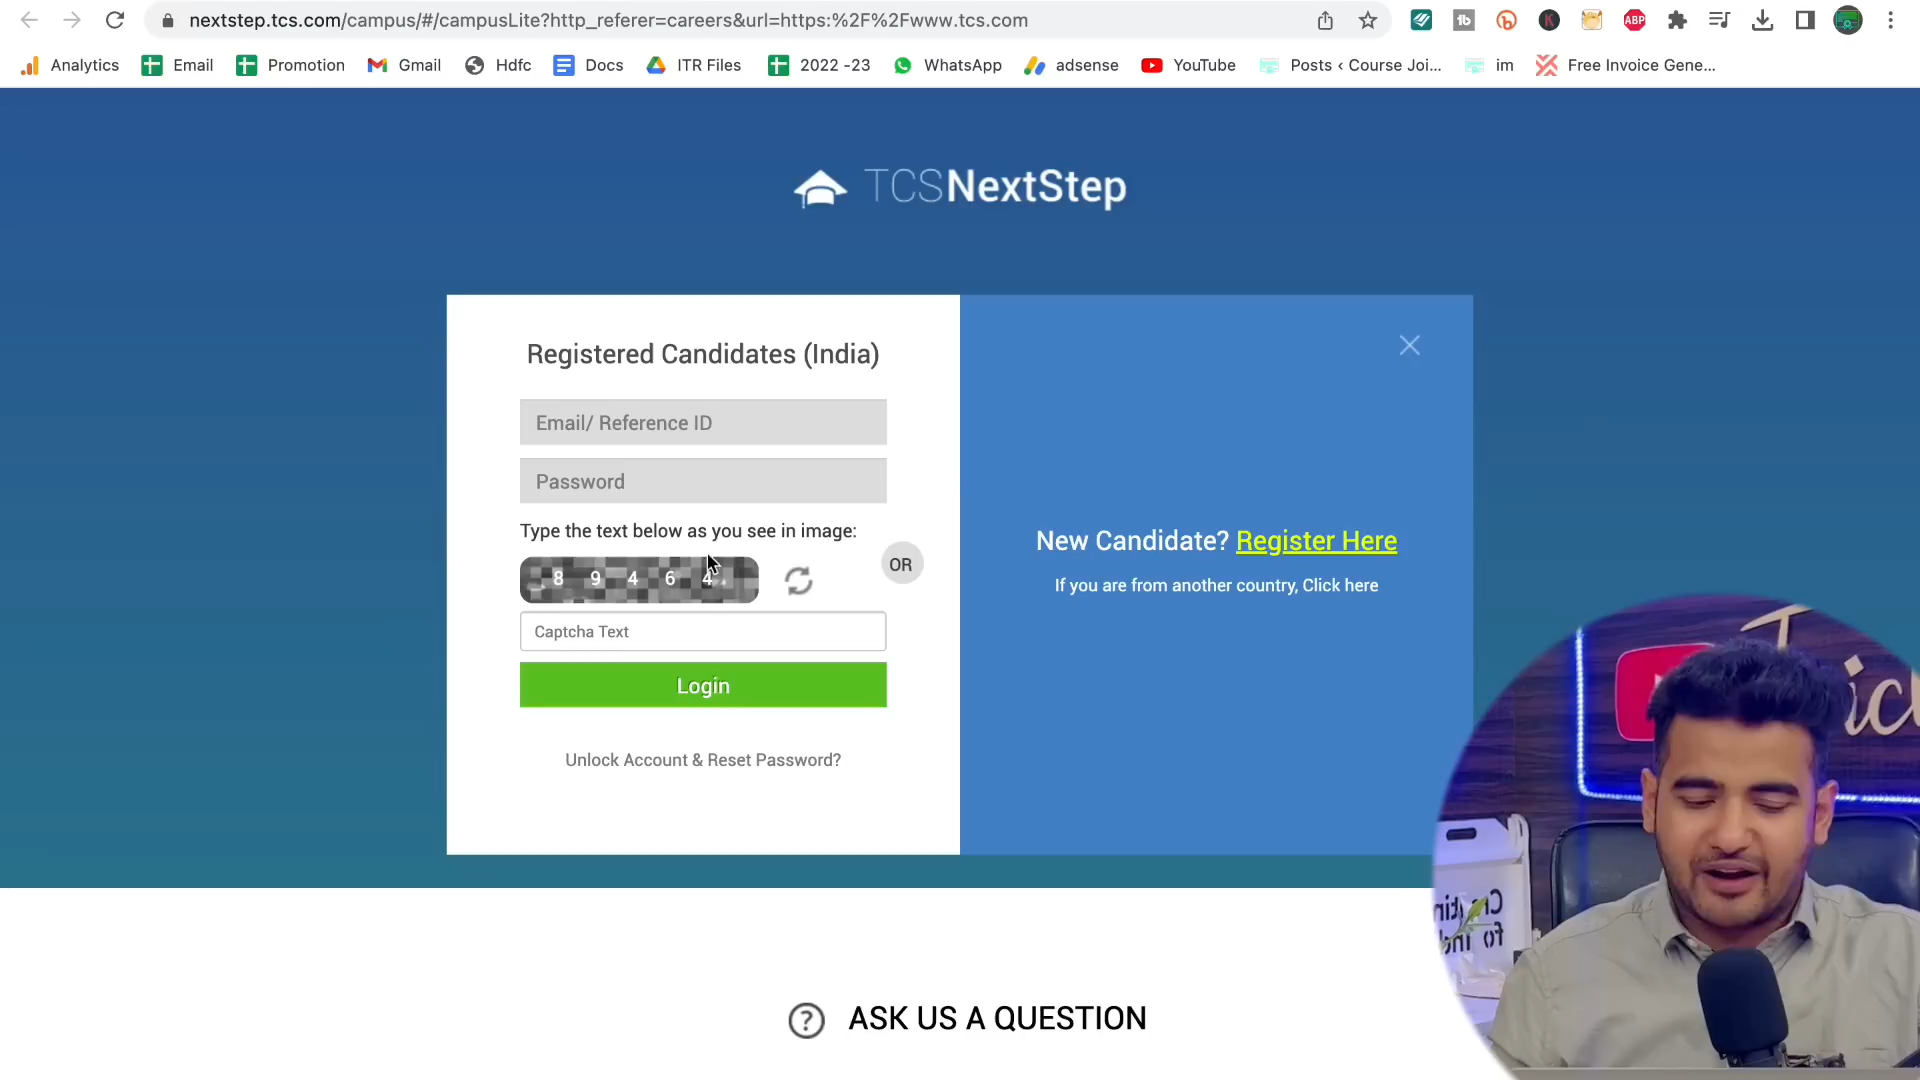 nextstep.tcs.com/campus/#/campusLite?http_referer=careers&url=https:%2F%2Fwww.tcs.com
tb
K
ABP
Analytics
Email
Promotion
Gmail
Hdfc
Docs
ITR Files
2022 -23
WhatsApp
adsense
YouTube
Posts ‹ Course Joi...
im
Free Invoice Gene...
TCSNextStep
Registered Candidates (India)
Email/ Reference ID
Password
Type the text below as you see in image:
8 9 4 6 4
Captcha Text
Login
Unlock Account & Reset Password?
OR
New Candidate? Register Here
If you are from another country, Click here
? ASK US A QUESTION